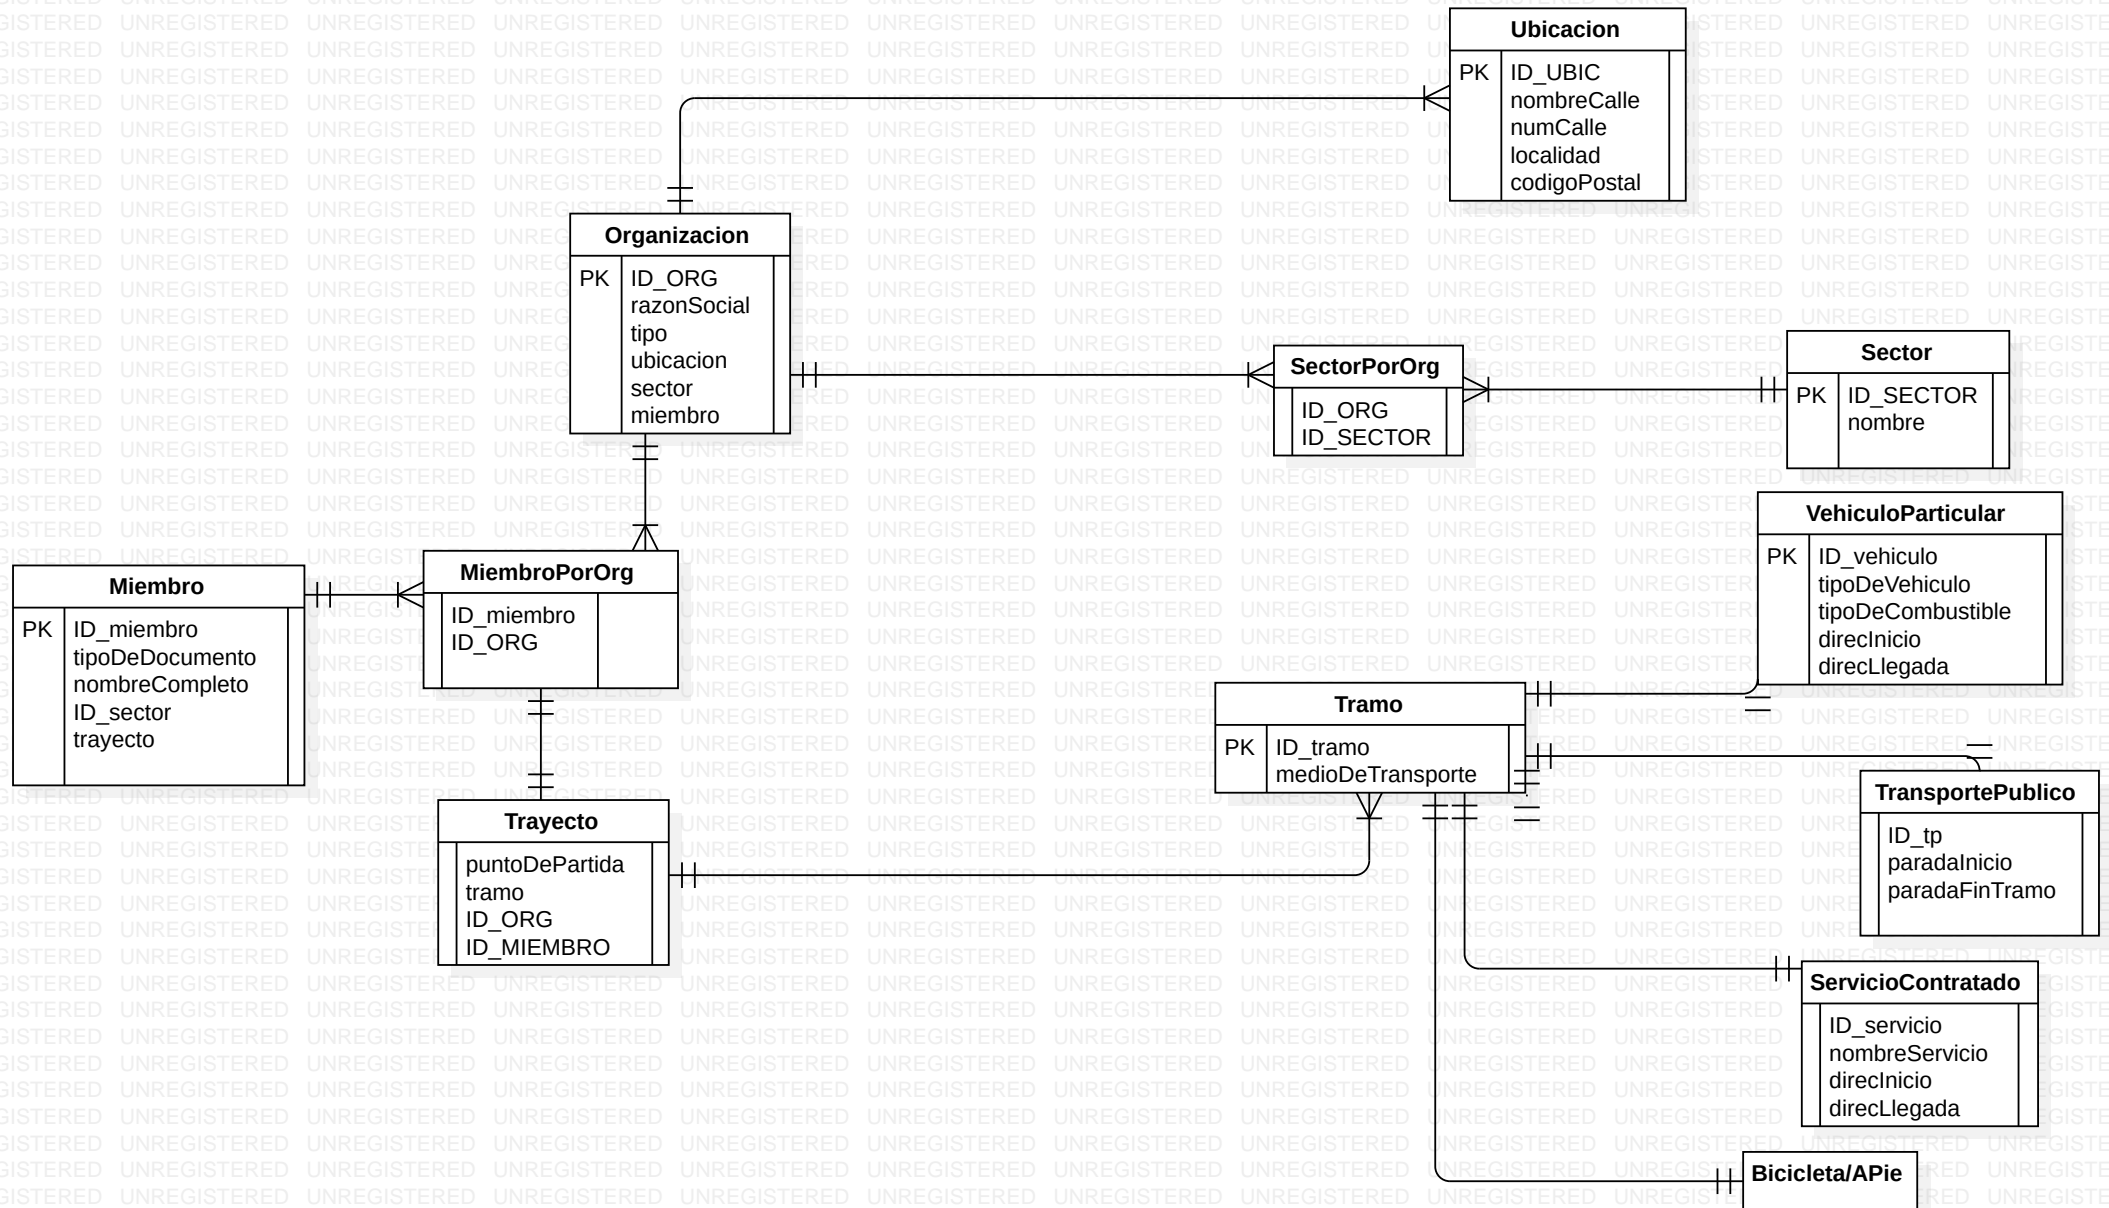 Ubicacion
PK ID_UBIC
nombreCalle
numCalle
localidad
codigoPostal
Organizacion
PK ID_ORG
razonSocial
tipo
ubicacion
sector
miembro
SectorPorOrg
ID_ORG
ID_SECTOR
Sector
PK ID_SECTOR
nombre
VehiculoParticular
PK ID_vehiculo
tipoDeVehiculo
tipoDeCombustible
direcInicio
direcLlegada
Miembro
PK ID_miembro
tipoDeDocumento
nombreCompleto
ID_sector
trayecto
MiembroPorOrg
ID_miembro
ID_ORG
Tramo
PK ID_tramo
medioDeTransporte
TransportePublico
ID_tp
paradaInicio
paradaFinTramo
Trayecto
puntoDePartida
tramo
ID_ORG
ID_MIEMBRO
ServicioContratado
ID_servicio
nombreServicio
direcInicio
direcLlegada
Bicicleta/APie
UNREGISTERED